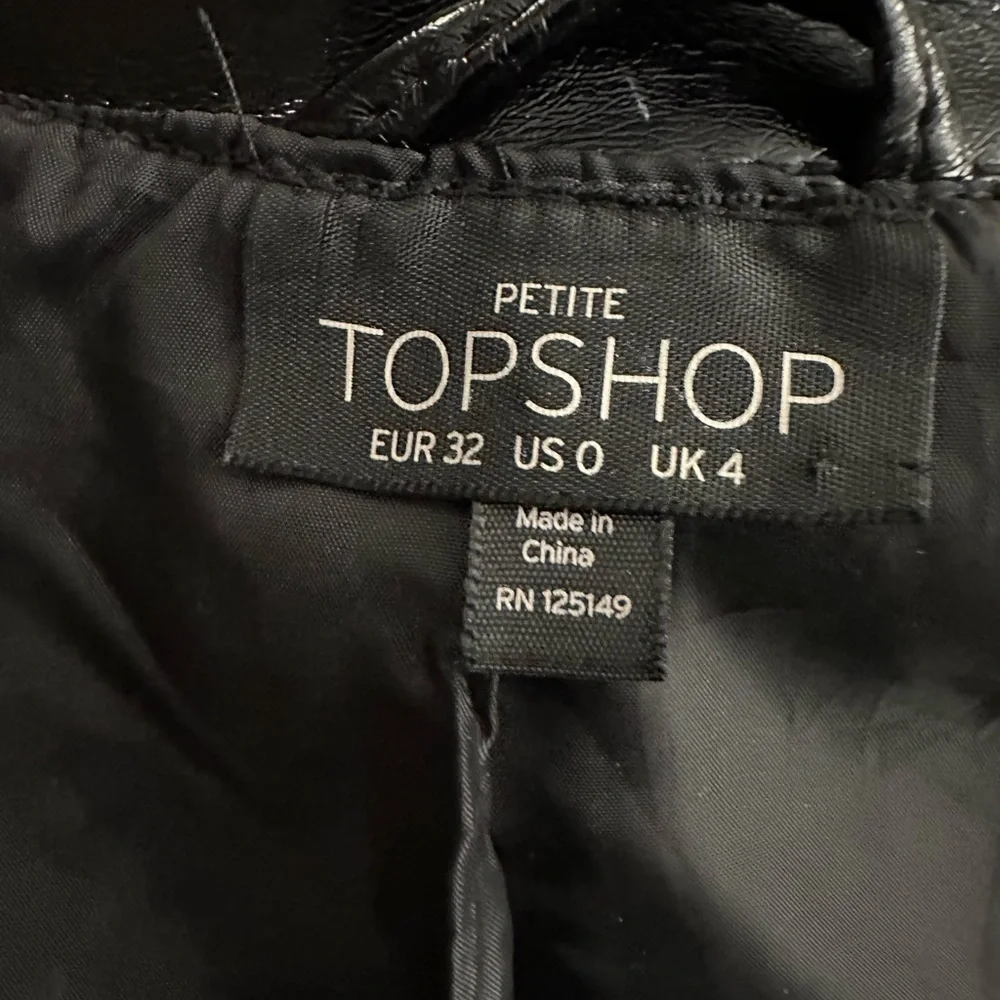 PETITE
TOPSHOP
EUR 32 US 0 UK 4
Made in
China
RN 125149